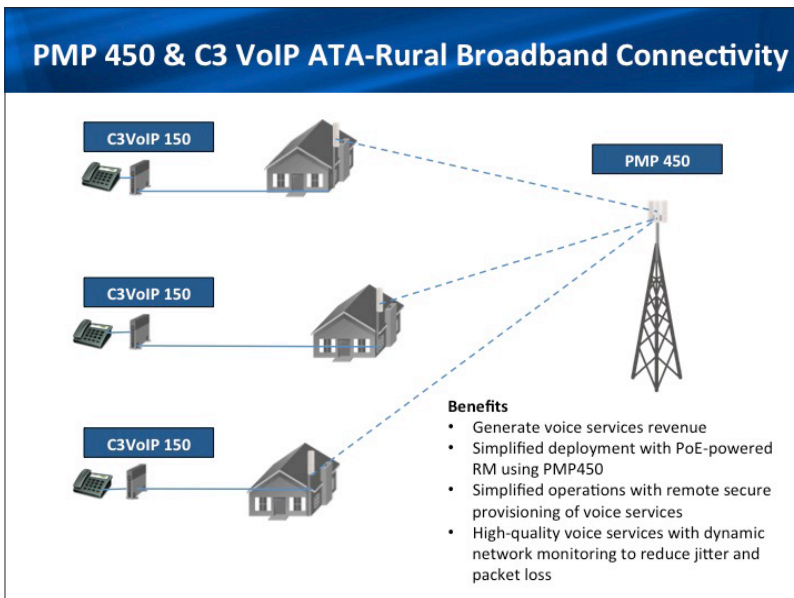 PMP 450 & C3 VoIP ATA-Rural Broadband Connectivity
C3VoIP 150
PMP 450
C3VoIP 150
C3VoIP 150
Benefits
• Generate voice services revenue
• Simplified deployment with PoE-powered
RM using PMP450
• Simplified operations with remote secure
provisioning of voice services
• High-quality voice services with dynamic
network monitoring to reduce jitter and
packet loss